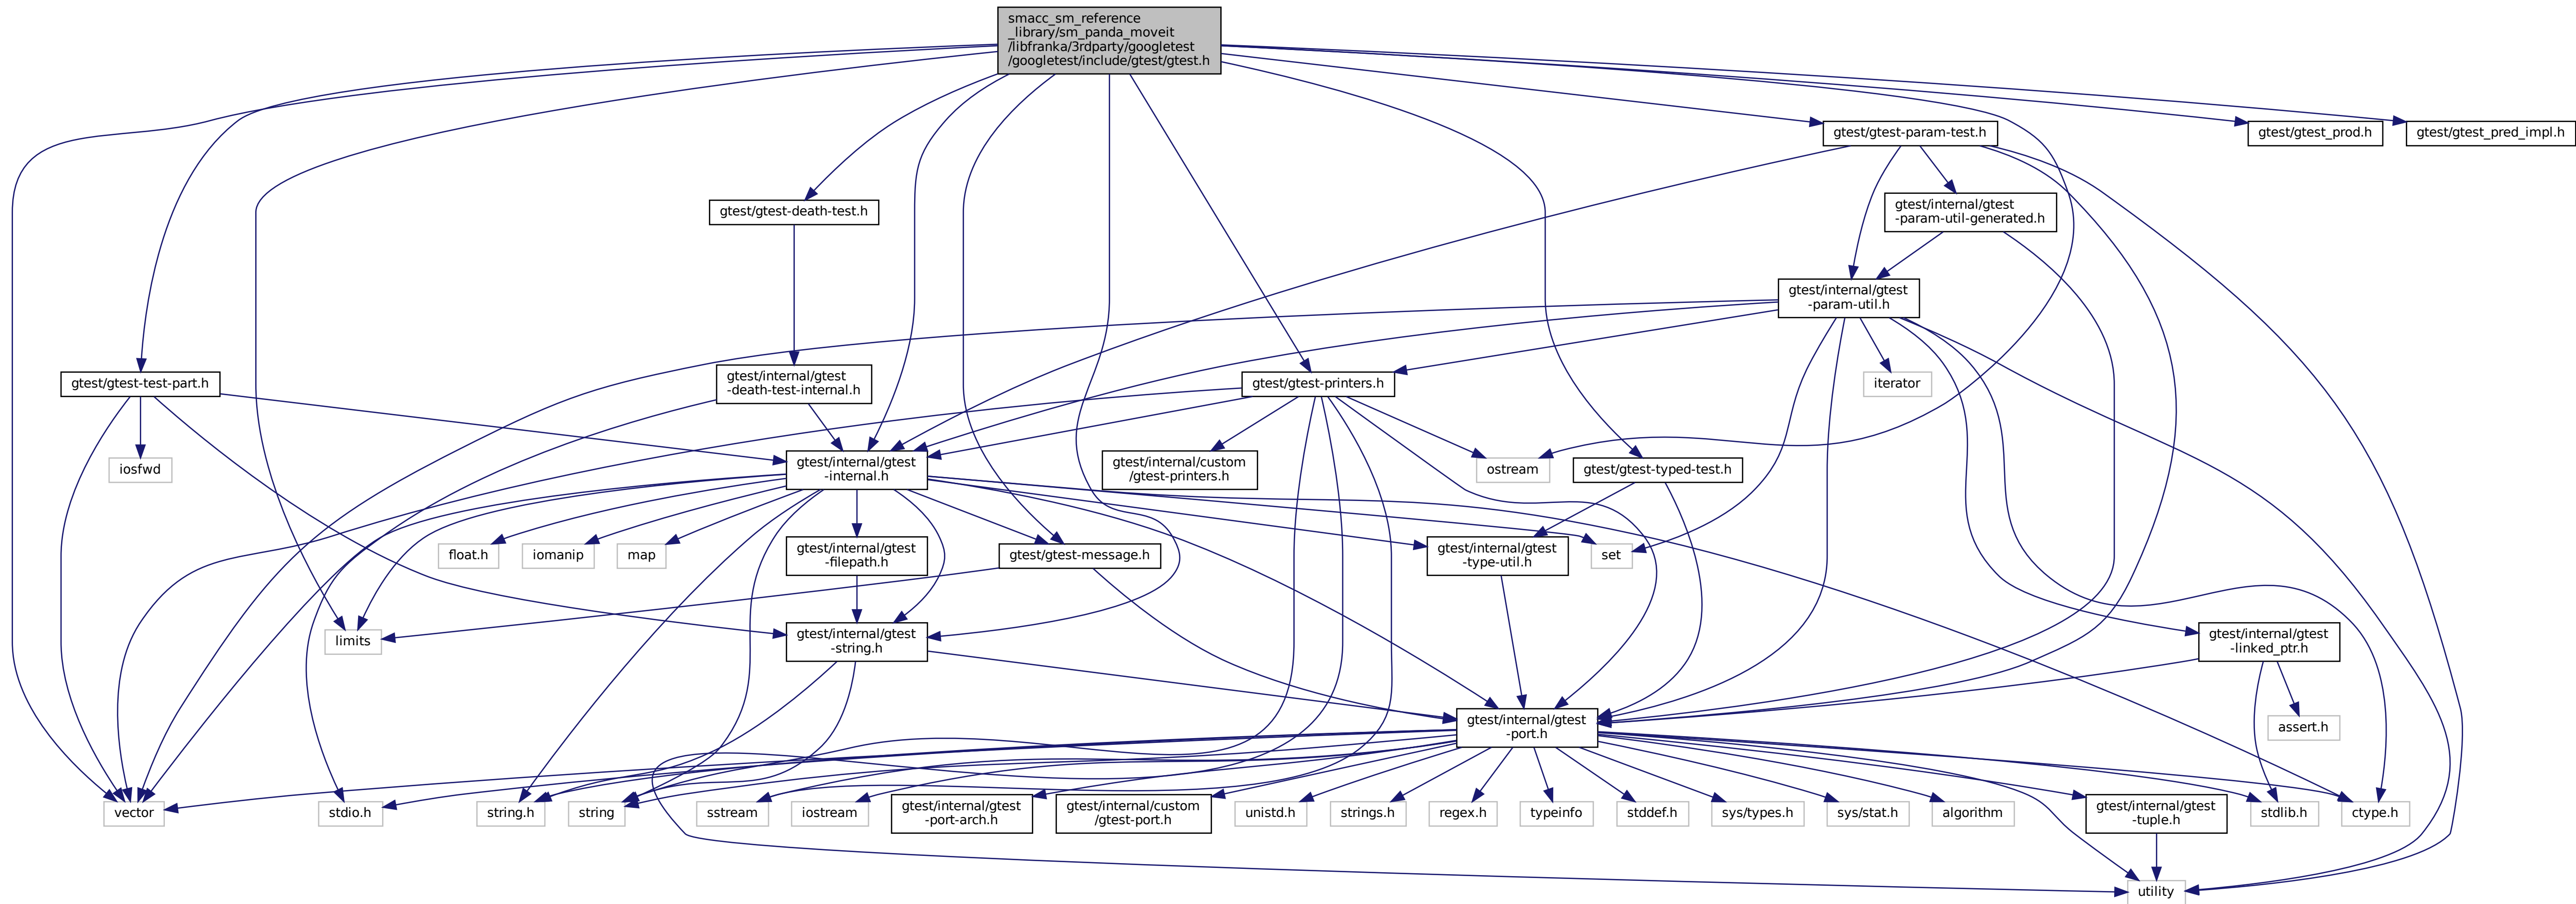 smacc_sm_reference
_library/sm_panda_moveit
/libfranka/3rdparty/googletest
/googletest/include/gtest/gtest.h
gtest/gtest-param-test.h
gtest/gtest_prod.h
gtest/gtest_pred_impl.h
gtest/gtest-death-test.h
gtest/internal/gtest
-param-util-generated.h
gtest/internal/gtest
-param-util.h
gtest/gtest-test-part.h
gtest/internal/gtest
-death-test-internal.h
gtest/gtest-printers.h
iterator
iosfwd
gtest/internal/gtest
-internal.h
gtest/internal/custom
/gtest-printers.h
ostream
gtest/gtest-typed-test.h
float.h
iomanip
map
gtest/internal/gtest
-filepath.h
gtest/gtest-message.h
gtest/internal/gtest
-type-util.h
set
limits
gtest/internal/gtest
-string.h
gtest/internal/gtest
-linked_ptr.h
gtest/internal/gtest
-port.h
assert.h
vector
stdio.h
string.h
string
sstream
iostream
gtest/internal/gtest
-port-arch.h
gtest/internal/custom
/gtest-port.h
unistd.h
strings.h
regex.h
typeinfo
stddef.h
sys/types.h
sys/stat.h
algorithm
gtest/internal/gtest
-tuple.h
stdlib.h
ctype.h
utility